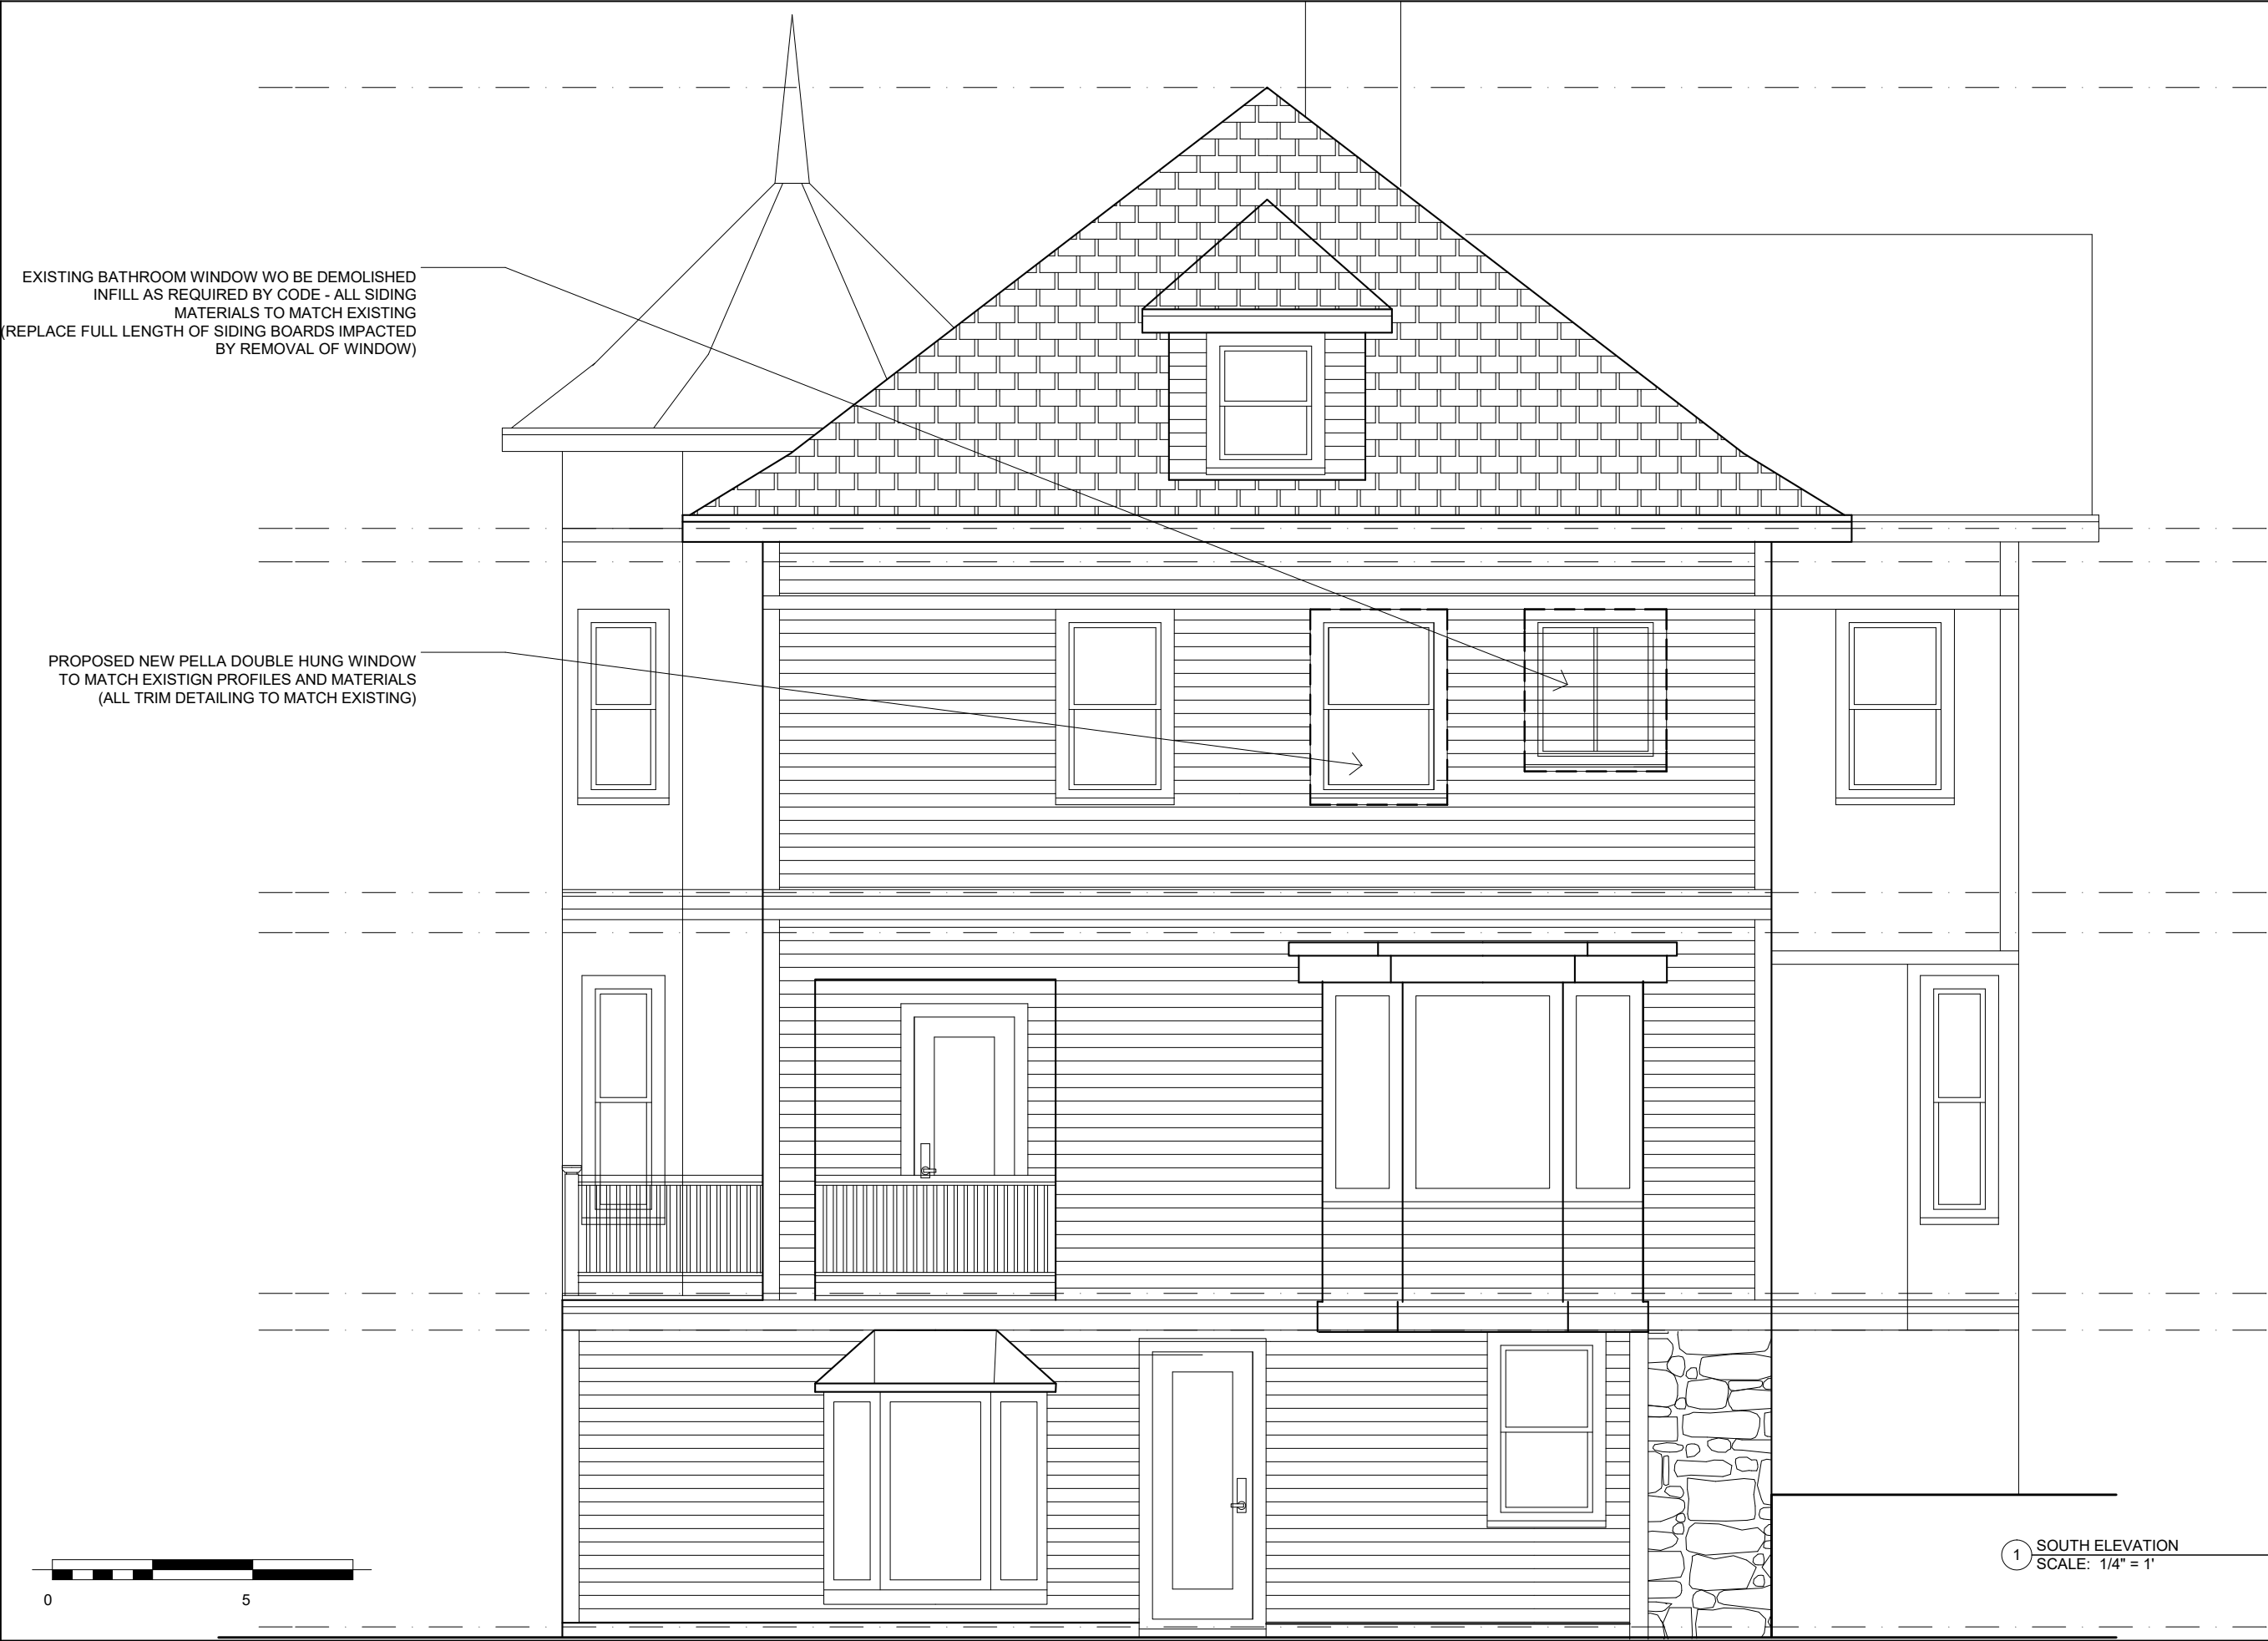 EXISTING BATHROOM WINDOW WO BE DEMOLISHED
INFILL AS REQUIRED BY CODE - ALL SIDING
MATERIALS TO MATCH EXISTING
(REPLACE FULL LENGTH OF SIDING BOARDS IMPACTED
BY REMOVAL OF WINDOW)
PROPOSED NEW PELLA DOUBLE HUNG WINDOW
TO MATCH EXISTIGN PROFILES AND MATERIALS
(ALL TRIM DETAILING TO MATCH EXISTING)
0 5
1 SOUTH ELEVATION
SCALE: 1/4" = 1'